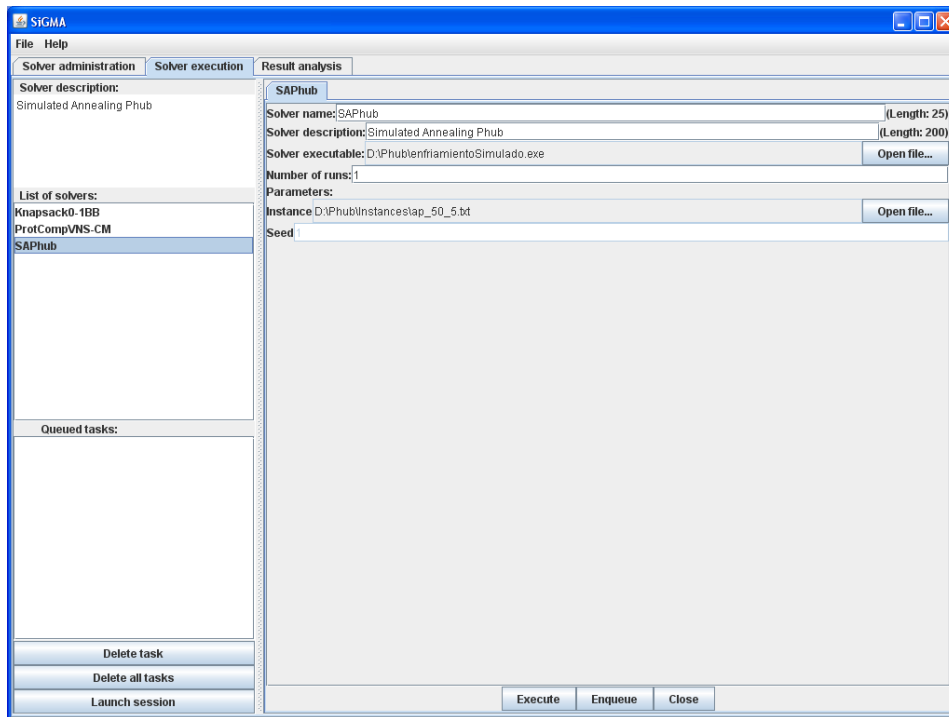 SiGMA
File Help
Solver administration Solver execution Result analysis
Solver description:
Simulated Annealing Phub
List of solvers:
Knapsack0-1BB
ProtCompVNS-CM
SAPhub
Queued tasks:
Delete task
Delete all tasks
Launch session
SAPhub
Solver name: SAPhub (Length: 25)
Solver description: Simulated Annealing Phub (Length: 200)
Solver executable: D:\Phub\enfriamientoSimulado.exe Open file...
Number of runs: 1
Parameters:
Instance D:\Phub\Instances\ap_50_5.txt Open file...
Seed 1
Execute Enqueue Close